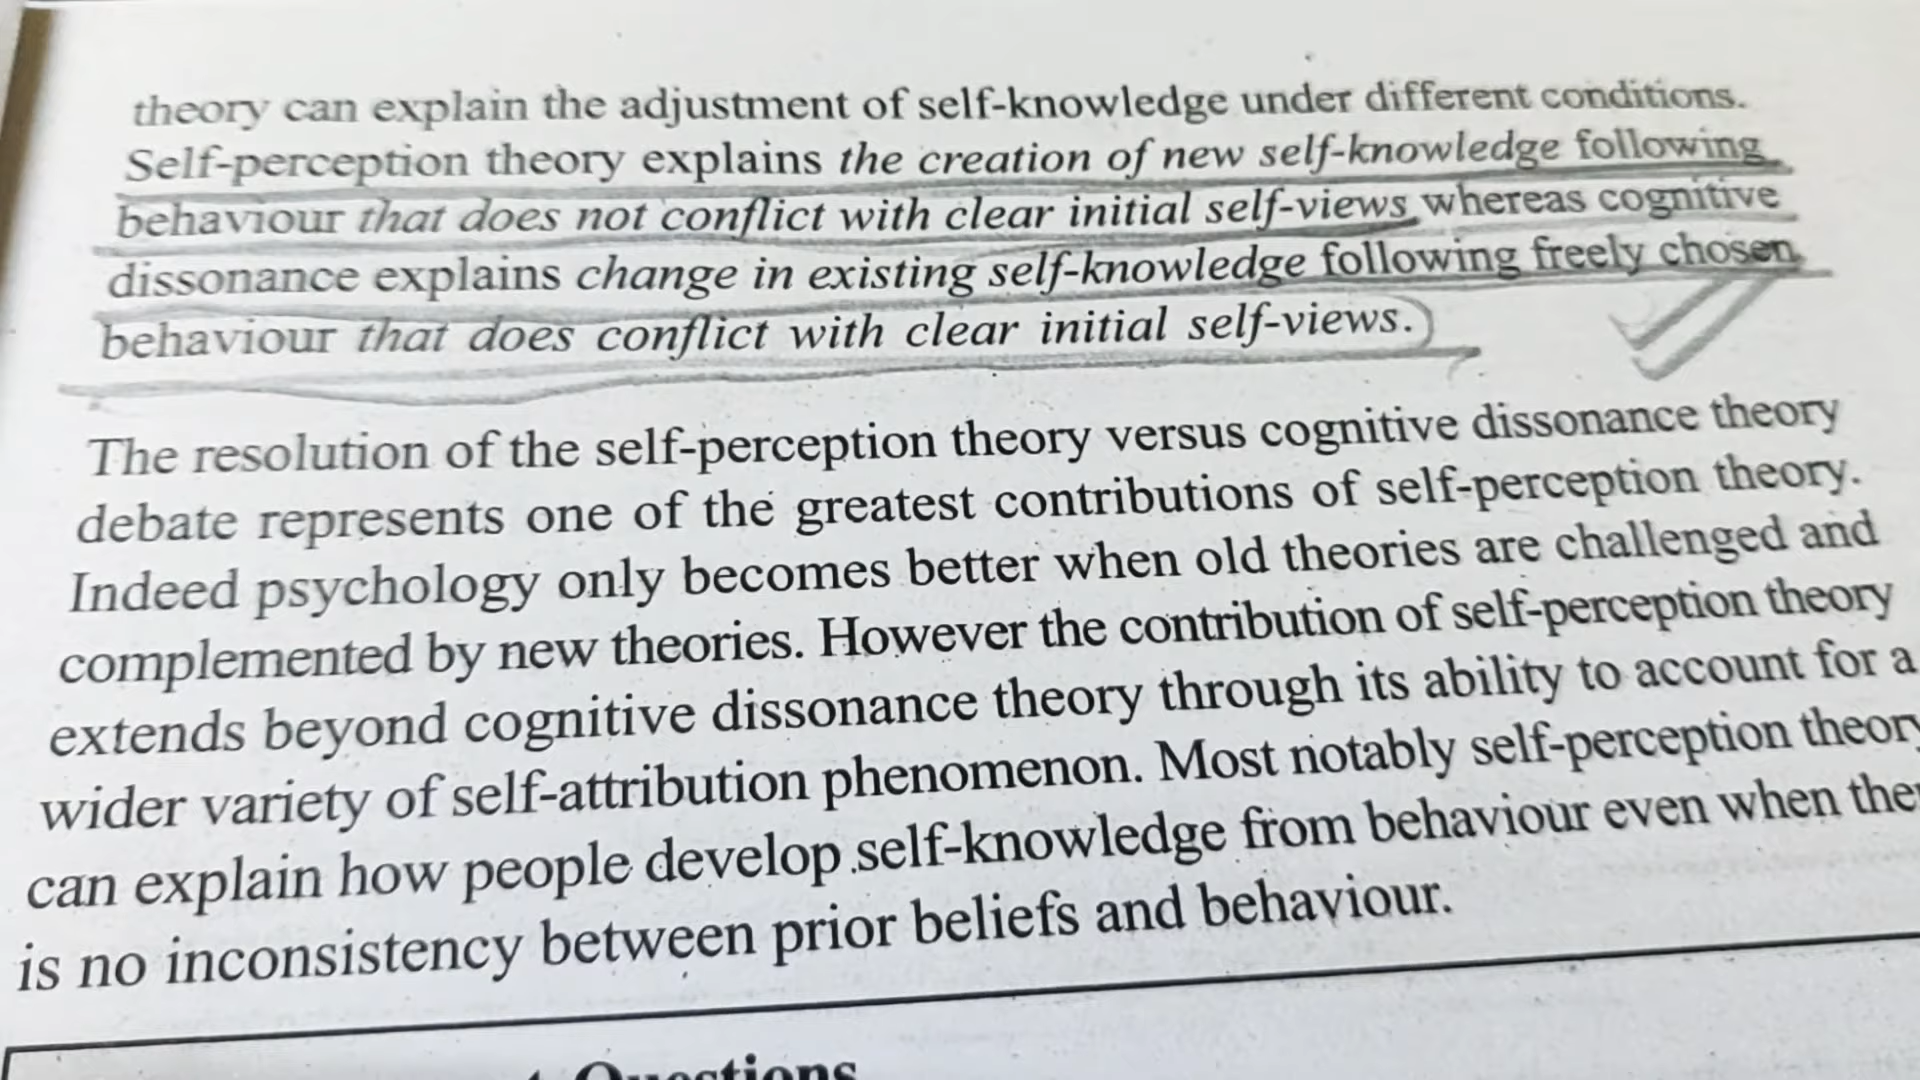 theory can explain the adjustment of self-knowledge under different conditions.
Self-perception theory explains the creation of new self-knowledge following
behaviour that does not conflict with clear initial self-views whereas cognitive
dissonance explains change in existing self-knowledge following freely chosen
behaviour that does conflict with clear initial self-views.)
The resolution of the self-perception theory versus cognitive dissonance theory
debate represents one of the greatest contributions of self-perception theory.
Indeed psychology only becomes better when old theories are challenged and
complemented by new theories. However the contribution of self-perception theory
extends beyond cognitive dissonance theory through its ability to account for a
wider variety of self-attribution phenomenon. Most notably self-perception theory
can explain how people develop self-knowledge from behaviour even when
is no inconsistency between prior beliefs and behaviour.
Questions